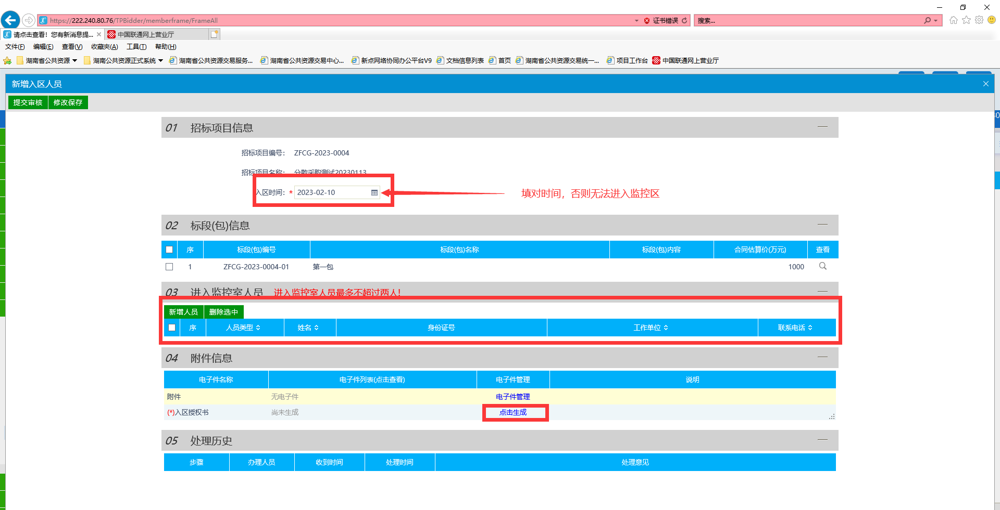 https://222.240.80.76/TPBidder/memberframe/FrameAll
证书错误
搜索...
请点击查看！您有新消息提...
中国联通网上营业厅
文件(F) 编辑(E) 查看(V) 收藏夹(A) 工具(T) 帮助(H)
湖南省公共资源 湖南公共资源正式系统 湖南省公共资源交易服务... 湖南省公共资源交易中心... 新点网络协同办公平台V9 文档信息列表 首页 湖南省公共资源交易统一... 项目工作台 中国联通网上营业厅
新增入区人员
提交审核 修改保存
01 招标项目信息
招标项目编号： ZFCG-2023-0004
招标项目名称： 分散采购测试20230113
入区时间：* 2023-02-10
填对时间，否则无法进入监控区
02 标段(包)信息
序 标段(包)编号 标段(包)名称 标段(包)内容 合同估算价(万元) 查看
1 ZFCG-2023-0004-01 第一包 1000
03 进入监控室人员 进入监控室人员最多不超过两人！
新增人员 删除选中
序 人员类型 姓名 身份证号 工作单位 联系电话
04 附件信息
电子件名称 电子件列表(点击查看) 电子件管理 说明
附件 无电子件 电子件管理
(*)入区授权书 尚未生成 点击生成
05 处理历史
步骤 办理人员 收到时间 处理时间 处理意见